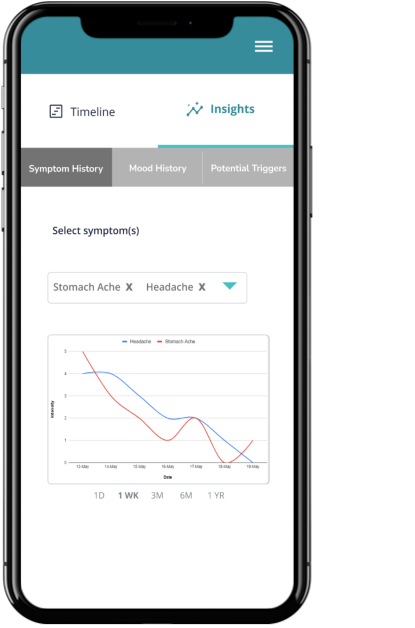 Timeline
Insights
Symptom History
Mood History
Potential Triggers
Select symptom(s)
Stomach Ache X Headache X
Headache Stomach Ache
5
4
3
2
1
0
Intensity
13-May 14-May 15-May 16-May 17-May 18-May 19-May
Date
1D 1 WK 3M 6M 1 YR